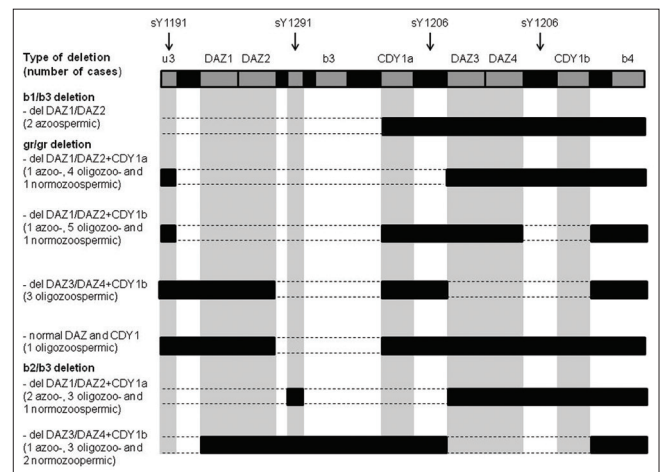 sY1191 sY1291 sY1206 sY1206
Type of deletion
(number of cases)
u3 DAZ1 DAZ2 b3 CDY1a DAZ3 DAZ4 CDY1b b4
b1/b3 deletion
- del DAZ1/DAZ2
(2 azoospermic)
gr/gr deletion
- del DAZ1/DAZ2+CDY1a
(1 azoo-, 4 oligozoo- and
1 normozoospermic)
- del DAZ1/DAZ2+CDY1b
(1 azoo-, 5 oligozoo- and
1 normozoospermic)
- del DAZ3/DAZ4+CDY1b
(3 oligozoospermic)
- normal DAZ and CDY1
(1 oligozoospermic)
b2/b3 deletion
- del DAZ1/DAZ2+CDY1a
(2 azoo-, 3 oligozoo- and
1 normozoospermic)
- del DAZ3/DAZ4+CDY1b
(1 azoo-, 3 oligozoo- and
2 normozoopermic)